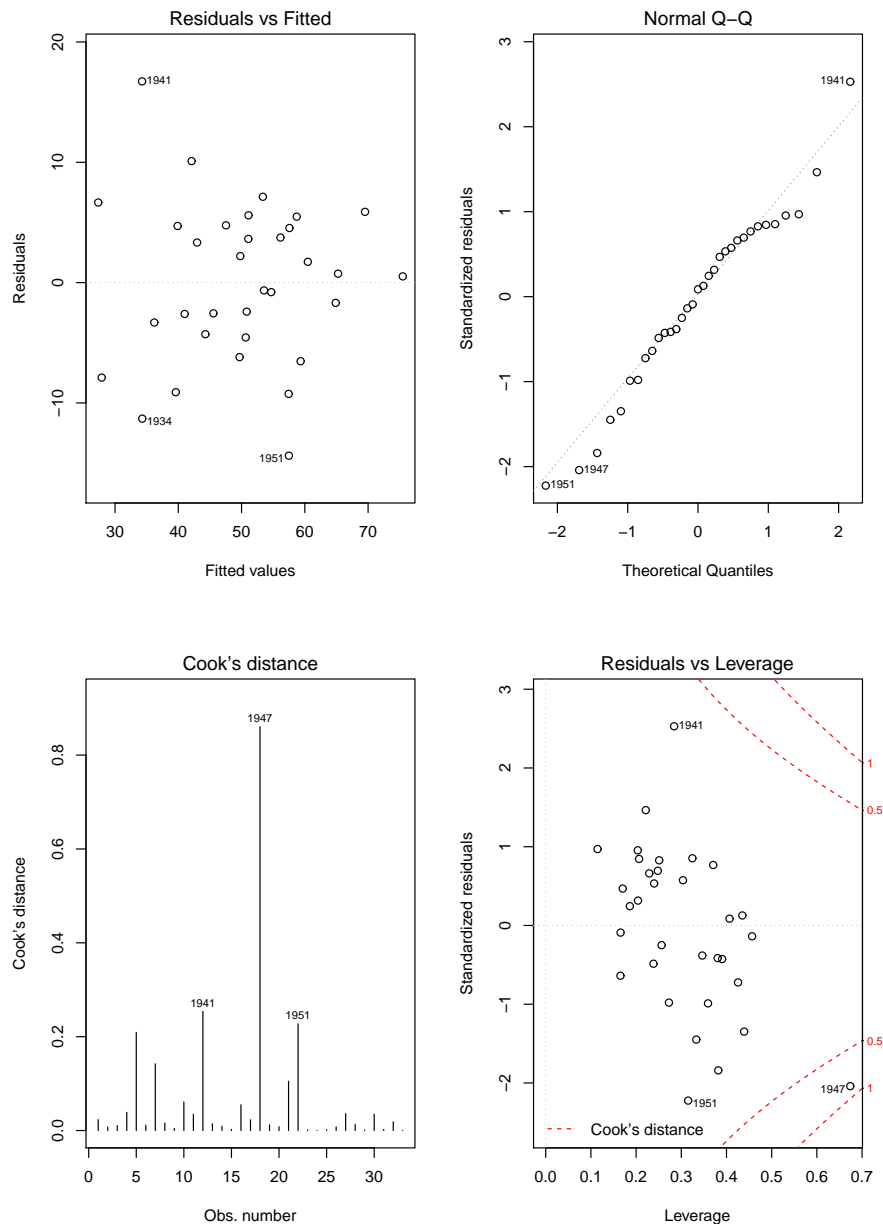 Residuals vs Fitted
Residuals
20
10
0
−10
1941
1934
1951
30 40 50 60 70
Fitted values
Normal Q−Q
Standardized residuals
3
2
1
0
−1
−2
1941
1947
1951
−2 −1 0 1 2
Theoretical Quantiles
Cook's distance
Cook's distance
0.8
0.6
0.4
0.2
0.0
1947
1941
1951
0 5 10 15 20 25 30
Obs. number
Residuals vs Leverage
Standardized residuals
3
2
1
0
−1
−2
1941
1
0.5
0.5
1947
1
1951
Cook's distance
0.0 0.1 0.2 0.3 0.4 0.5 0.6 0.7
Leverage